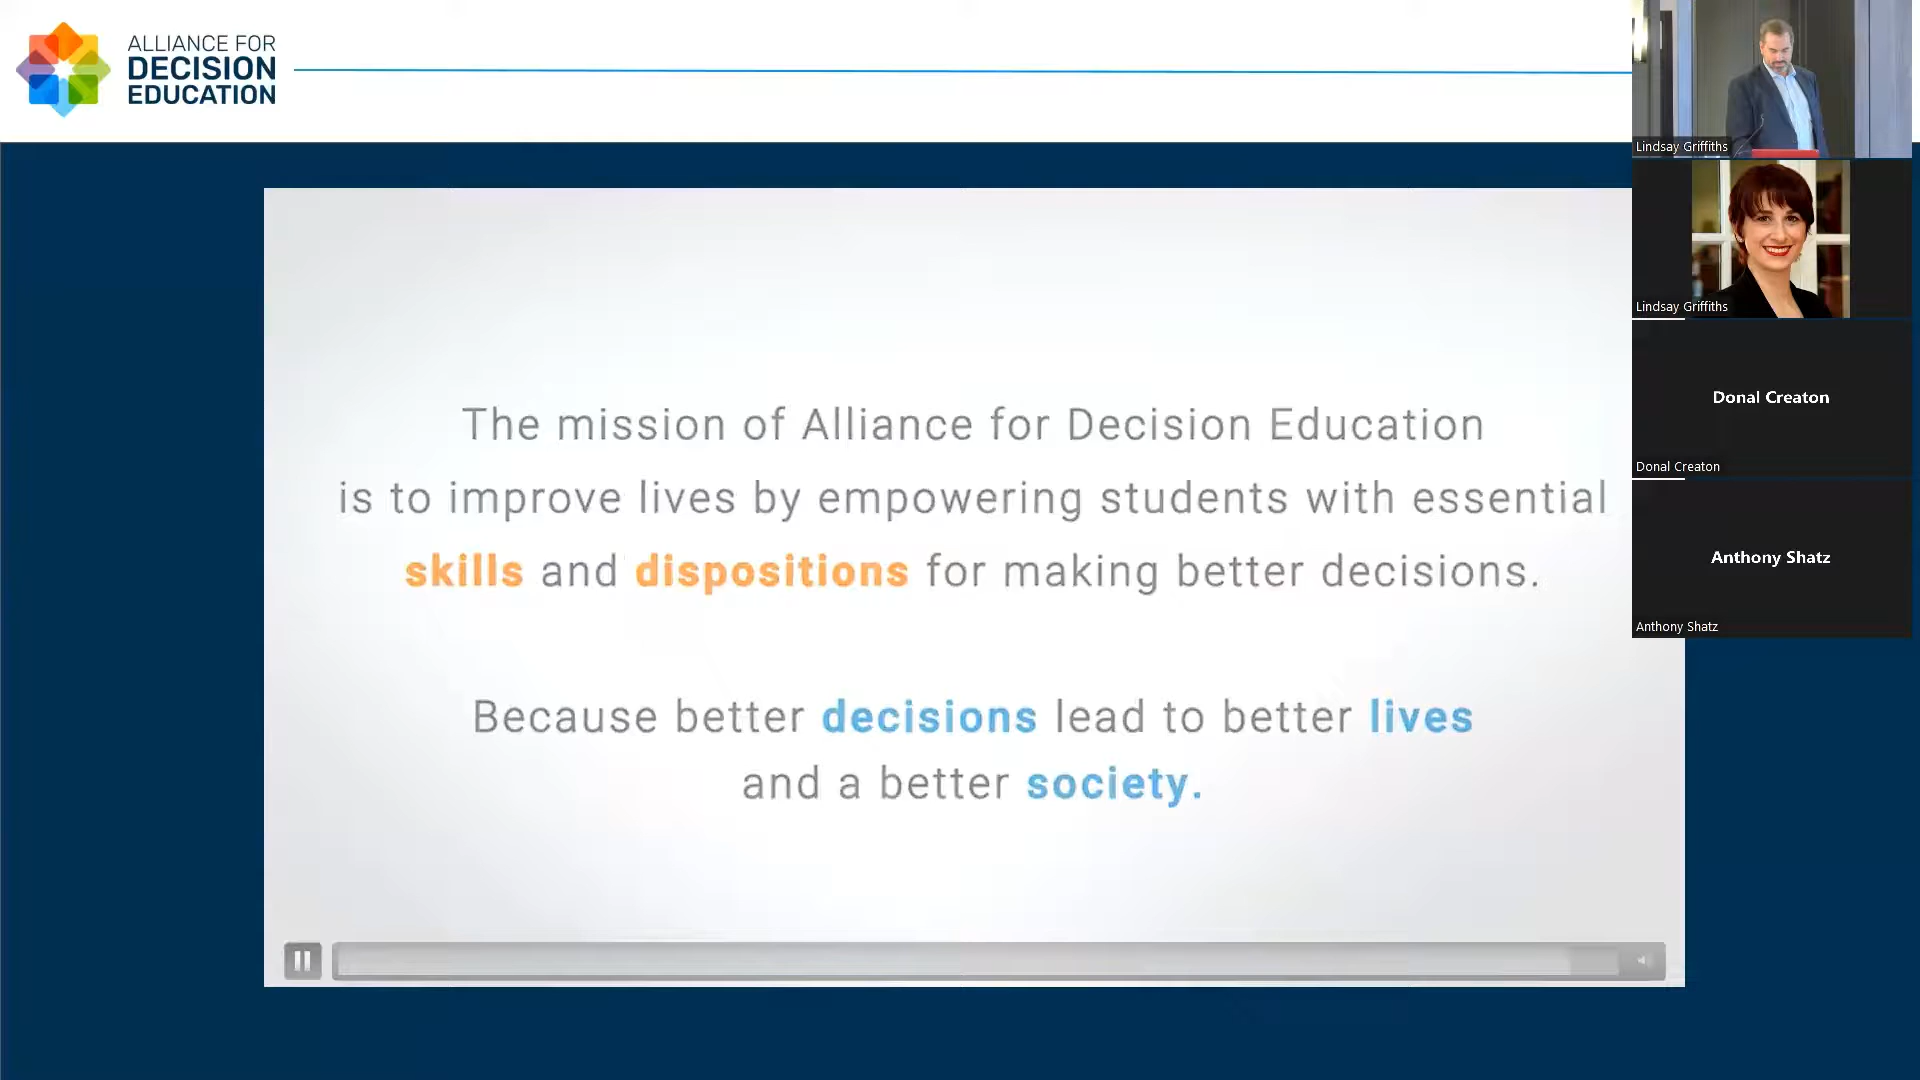 ALLIANCE FOR
DECISION
EDUCATION
The mission of Alliance for Decision Education
is to improve lives by empowering students with essential
skills and dispositions for making better decisions.
Because better decisions lead to better lives
and a better society.
Lindsay Griffiths
Lindsay Griffiths
Donal Creaton
Donal Creaton
Anthony Shatz
Anthony Shatz